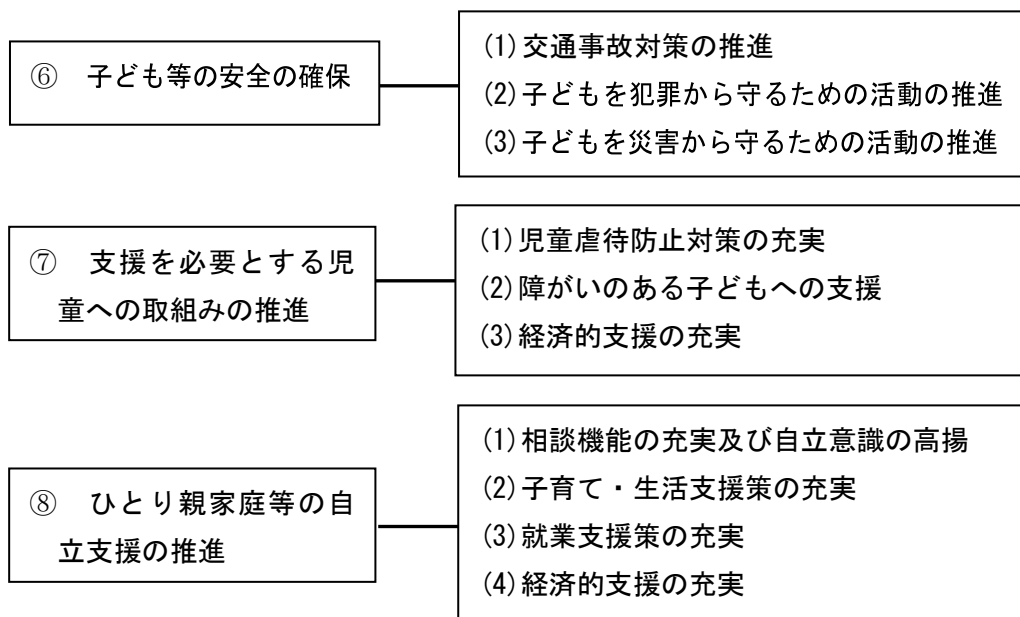 ⑥　子ども等の安全の確保
(1)交通事故対策の推進
(2)子どもを犯罪から守るための活動の推進
(3)子どもを災害から守るための活動の推進
⑦　支援を必要とする児
童への取組みの推進
(1)児童虐待防止対策の充実
(2)障がいのある子どもへの支援
(3)経済的支援の充実
⑧　ひとり親家庭等の自
立支援の推進
(1)相談機能の充実及び自立意識の高揚
(2)子育て・生活支援策の充実
(3)就業支援策の充実
(4)経済的支援の充実